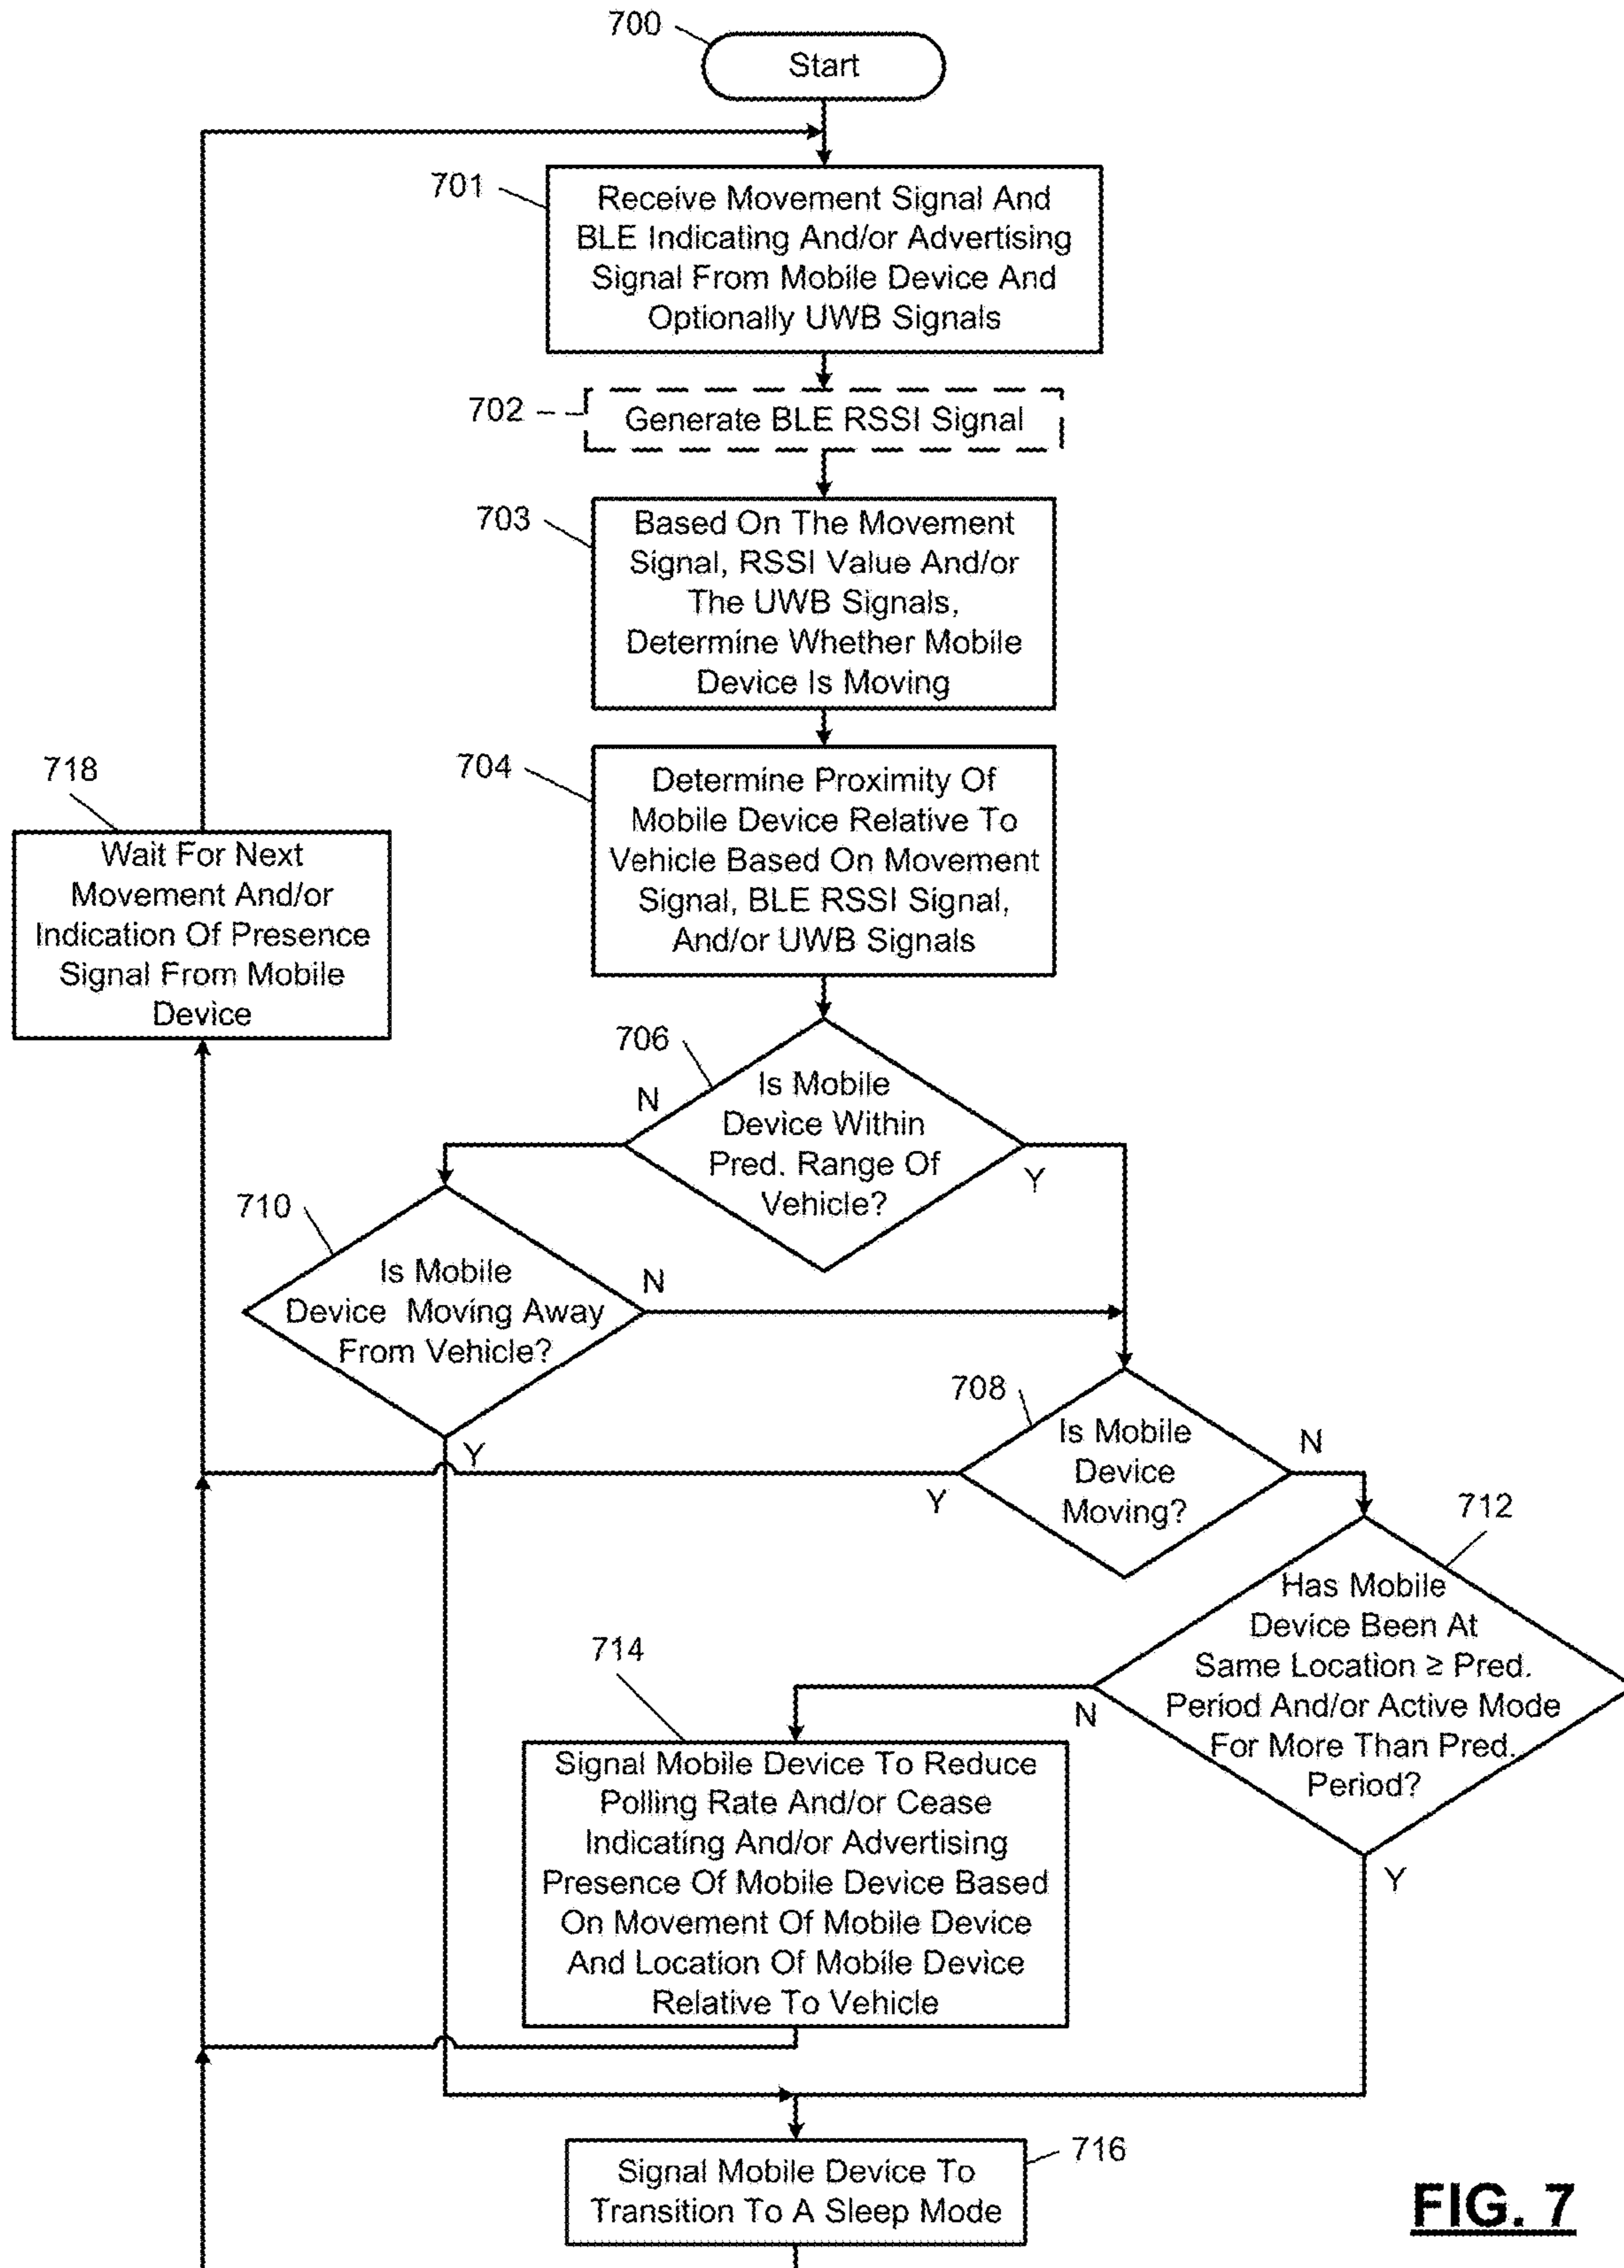 700
Start
701
Receive Movement Signal And
BLE Indicating And/or Advertising
Signal From Mobile Device And
Optionally UWB Signals
702
Generate BLE RSSI Signal
703
Based On The Movement
Signal, RSSI Value And/or
The UWB Signals,
Determine Whether Mobile
Device Is Moving
718
Wait For Next
Movement And/or
Indication Of Presence
Signal From Mobile
Device
704
Determine Proximity Of
Mobile Device Relative To
Vehicle Based On Movement
Signal, BLE RSSI Signal,
And/or UWB Signals
706
N
Is Mobile
Device Within
Pred. Range Of
Vehicle?
Y
710
Is Mobile
Device Moving Away
From Vehicle?
N
Y
708
Is Mobile
Device
Moving?
N
Y
712
Has Mobile
Device Been At
Same Location ≥ Pred.
Period And/or Active Mode
For More Than Pred.
Period?
N
Y
714
Signal Mobile Device To Reduce
Polling Rate And/or Cease
Indicating And/or Advertising
Presence Of Mobile Device Based
On Movement Of Mobile Device
And Location Of Mobile Device
Relative To Vehicle
716
Signal Mobile Device To
Transition To A Sleep Mode
FIG. 7